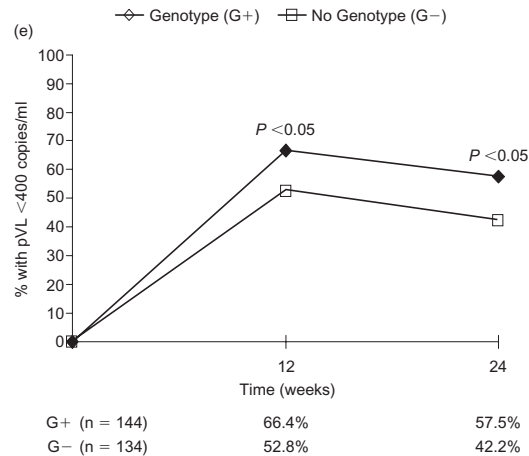 Genotype (G+) No Genotype (G−)
(e)
100
90
80
70
60
50
40
30
20
10
0
% with pVL <400 copies/ml
P <0.05
P <0.05
12 24
Time (weeks)
G+ (n = 144) 66.4% 57.5%
G− (n = 134) 52.8% 42.2%